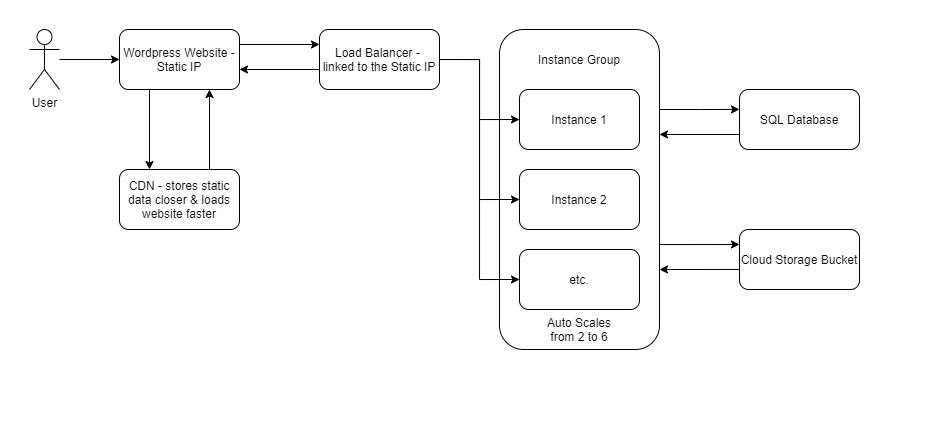 User
Wordpress Website -
Static IP
CDN - stores static
data closer & loads
website faster
Load Balancer -
linked to the Static IP
Instance Group
Instance 1
Instance 2
etc.
Auto Scales
from 2 to 6
SQL Database
Cloud Storage Bucket